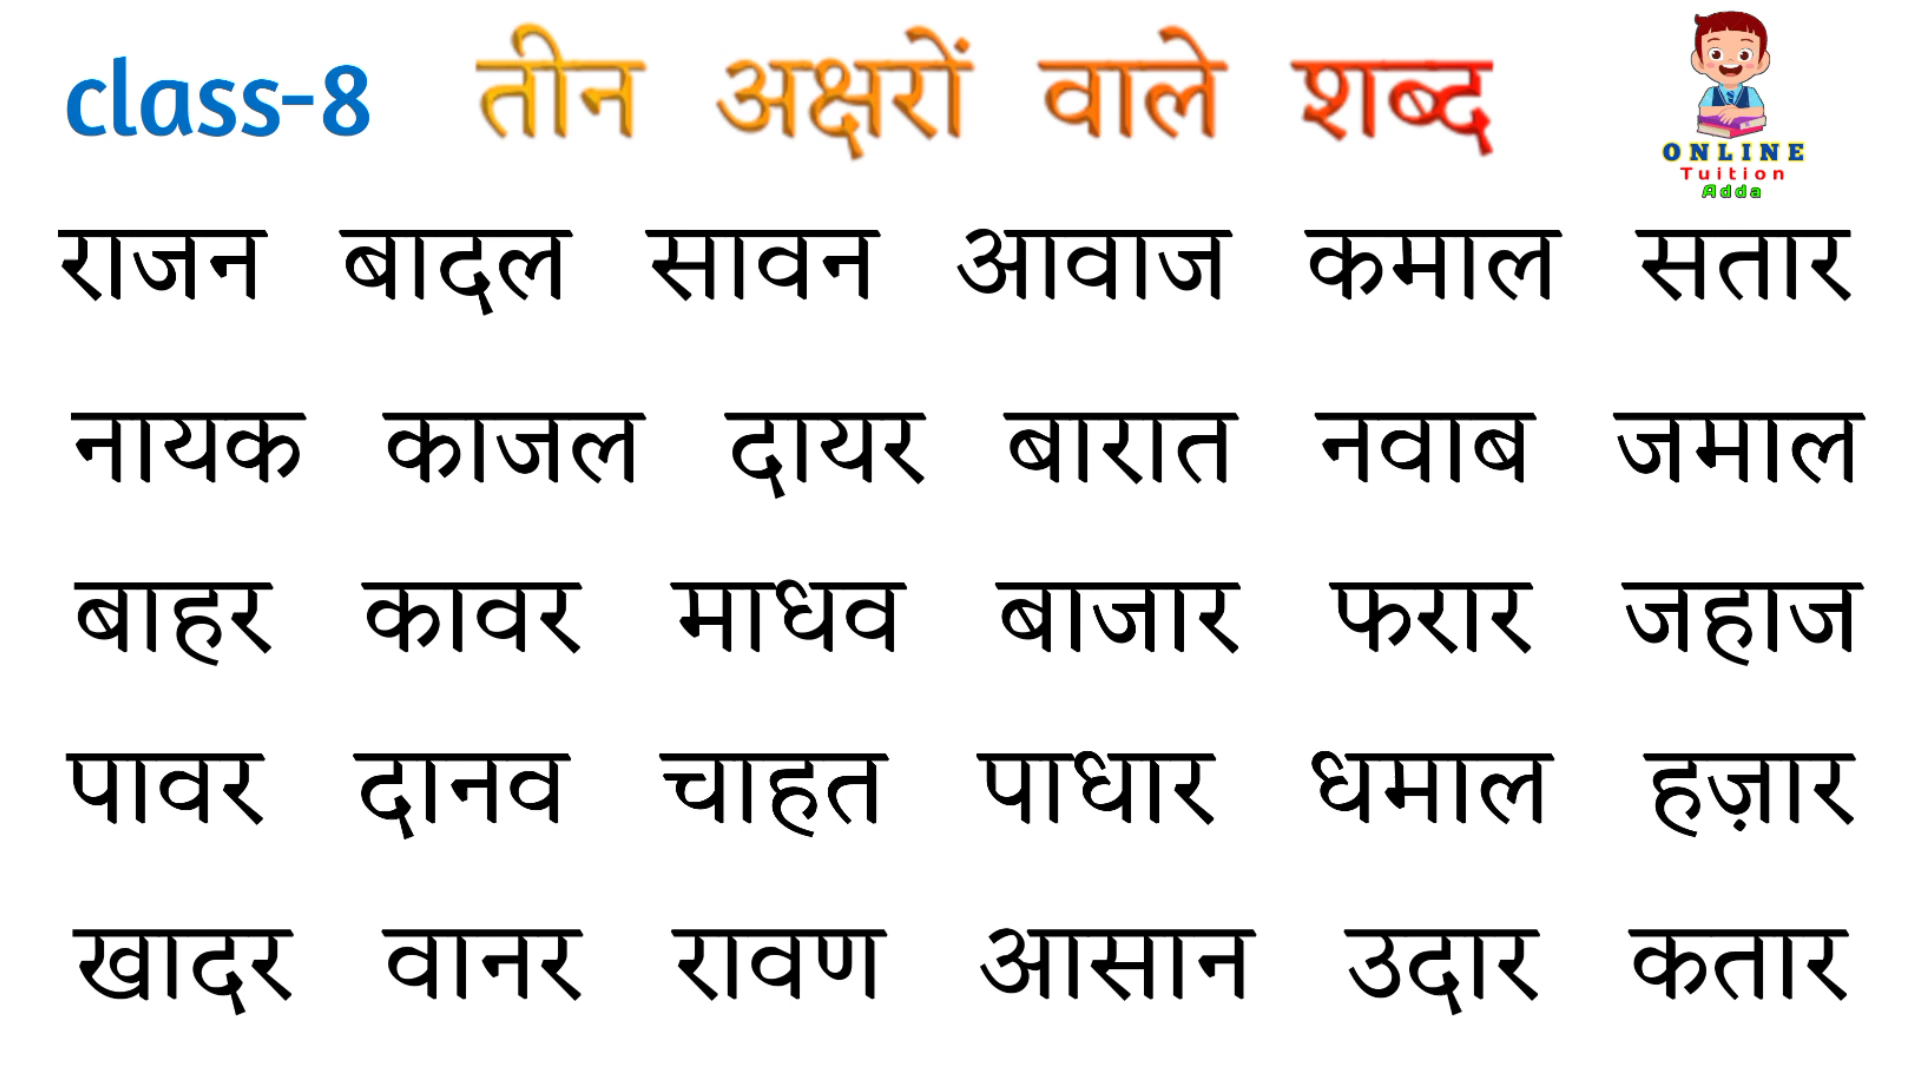 class-8 तीन अक्षरों वाले शब्द
ONLINE
Tuition
Adda
राजन बादल सावन आवाज कमाल सतार
नायक काजल दायर बारात नवाब जमाल
बाहर कावर माधव बाजार फरार जहाज
पावर दानव चाहत पाधार धमाल हज़ार
खादर वानर रावण आसान उदार कतार